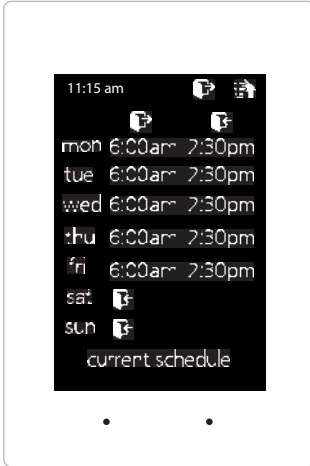 11:15 am
mon 6:00am 2:30pm
tue 6:00am 2:30pm
wed 6:00am 2:30pm
thu 6:00am 2:30pm
fri 6:00am 2:30pm
sat
sun
current schedule